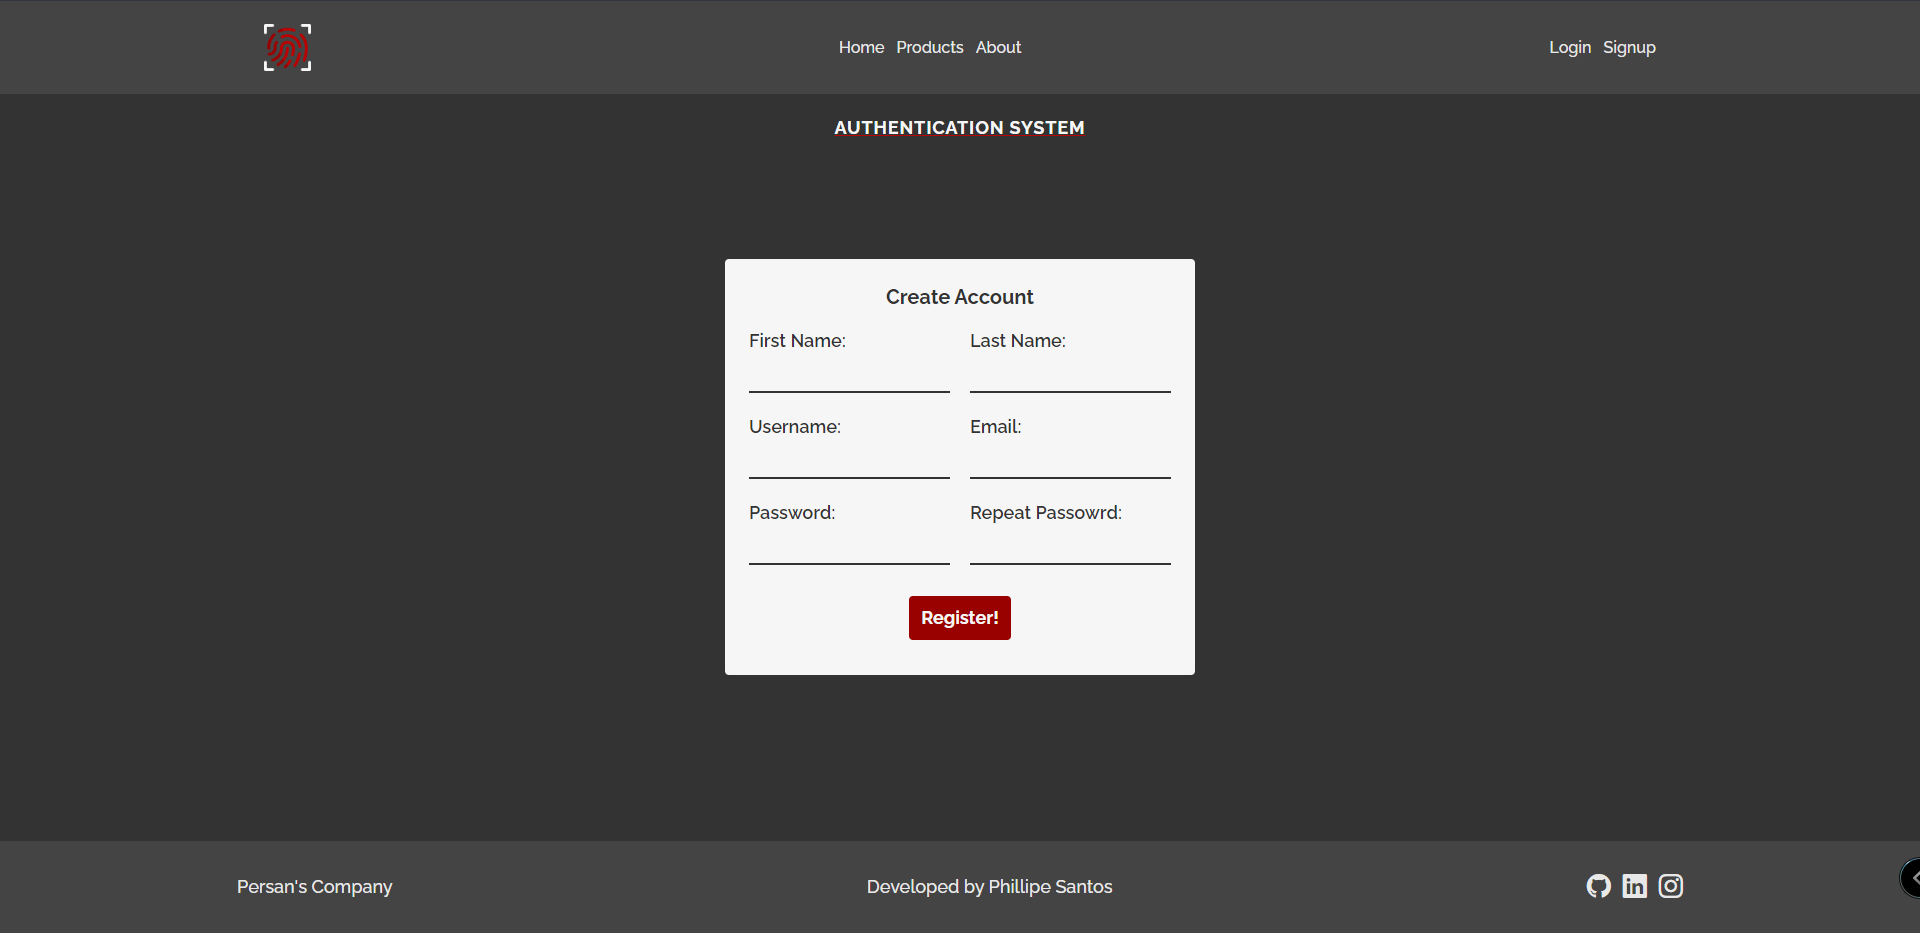 Home Products About
Login Signup
AUTHENTICATION SYSTEM
Create Account
First Name:
Last Name:
Username:
Email:
Password:
Repeat Passowrd:
Register!
Persan's Company
Developed by Phillipe Santos